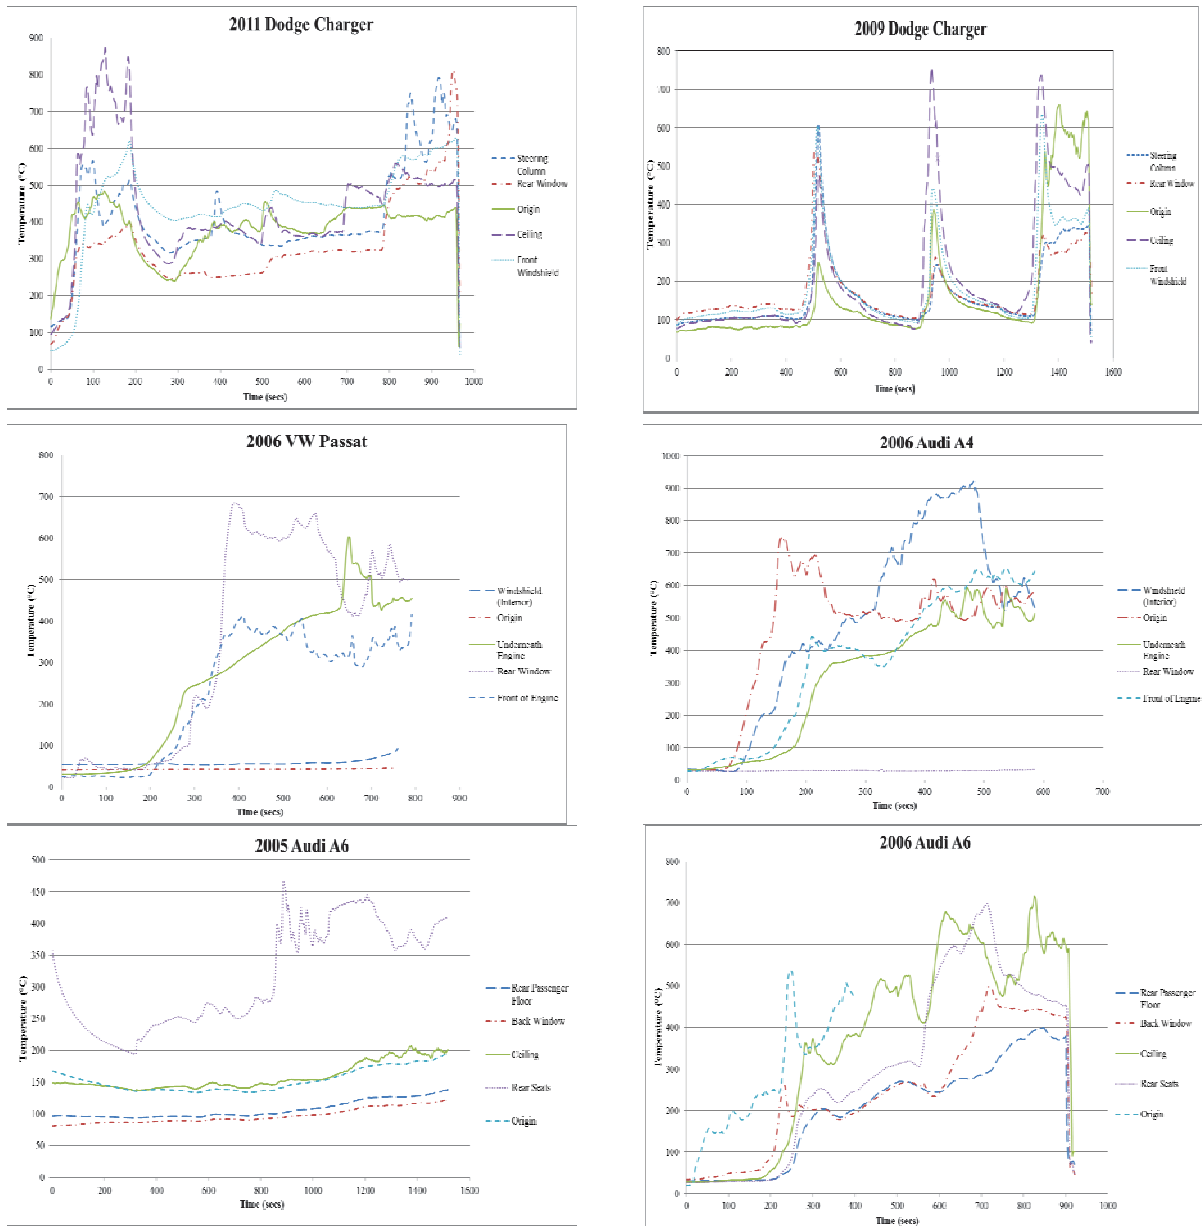 2011 Dodge Charger
Temperature (°C)
900
800
700
600
500
400
300
200
100
0
0 100 200 300 400 500 600 700 800 900 1000
Time (secs)
Steering
Column
Rear Window
Origin
Ceiling
Front
Windshield
2009 Dodge Charger
Temperature (°C)
800
700
600
500
400
300
200
100
0
0 200 400 600 800 1000 1200 1400 1600
Time (secs)
Steering
Column
Rear Window
Origin
Ceiling
Front
Windshield
2006 VW Passat
Temperature (°C)
800
700
600
500
400
300
200
100
0
0 100 200 300 400 500 600 700 800 900
Time (secs)
Windshield
(Interior)
Origin
Underneath
Engine
Rear Window
Front of Engine
2006 Audi A4
Temperature (°C)
1000
900
800
700
600
500
400
300
200
100
0
0 100 200 300 400 500 600 700
Time (secs)
Windshield
(Interior)
Origin
Underneath
Engine
Rear Window
Front of Engine
2005 Audi A6
Temperature (°C)
500
450
400
350
300
250
200
150
100
50
0
0 200 400 600 800 1000 1200 1400 1600
Time (secs)
Rear Passenger
Floor
Back Window
Ceiling
Rear Seats
Origin
2006 Audi A6
Temperature (°C)
800
700
600
500
400
300
200
100
0
0 100 200 300 400 500 600 700 800 900 1000
Time (secs)
Rear Passenger
Floor
Back Window
Ceiling
Rear Seats
Origin